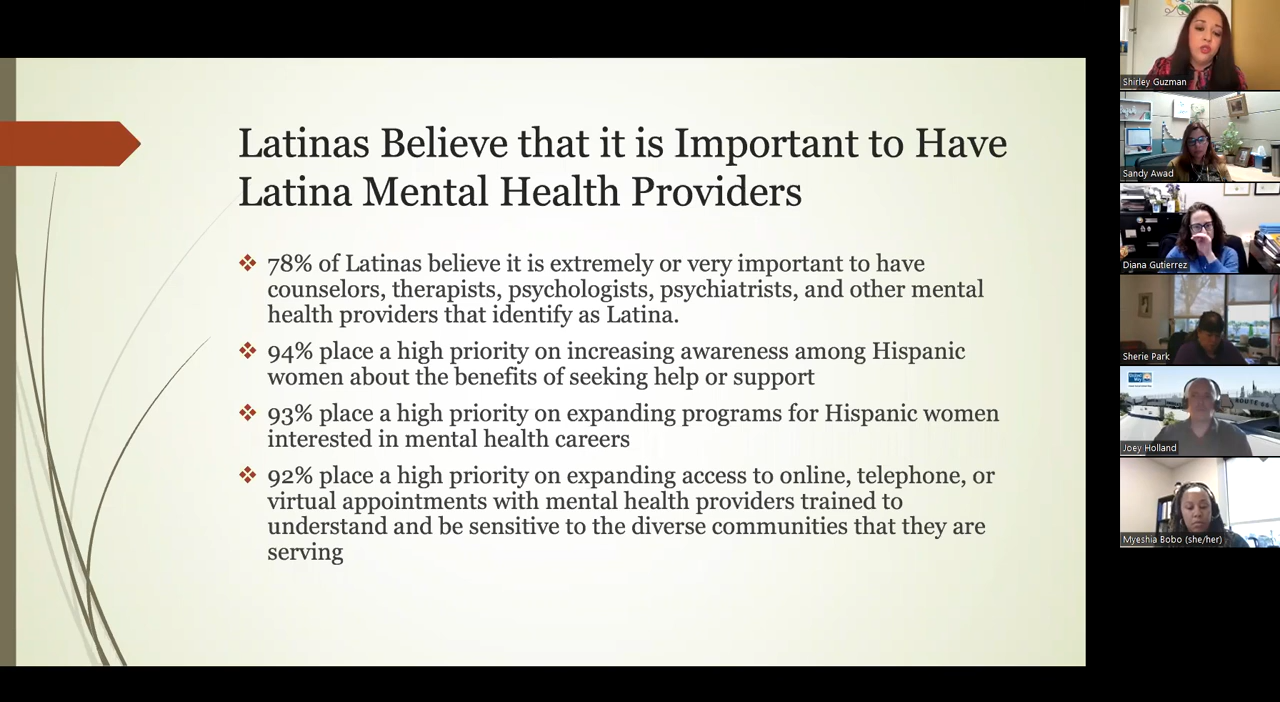 Latinas Believe that it is Important to Have
Latina Mental Health Providers
❖ 78% of Latinas believe it is extremely or very important to have
counselors, therapists, psychologists, psychiatrists, and other mental
health providers that identify as Latina.
❖ 94% place a high priority on increasing awareness among Hispanic
women about the benefits of seeking help or support
❖ 93% place a high priority on expanding programs for Hispanic women
interested in mental health careers
❖ 92% place a high priority on expanding access to online, telephone, or
virtual appointments with mental health providers trained to
understand and be sensitive to the diverse communities that they are
serving
Shirley Guzman
Sandy Awad
Diana Gutierrez
Sherie Park
Joey Holland
Myeshia Bobo (she/her)